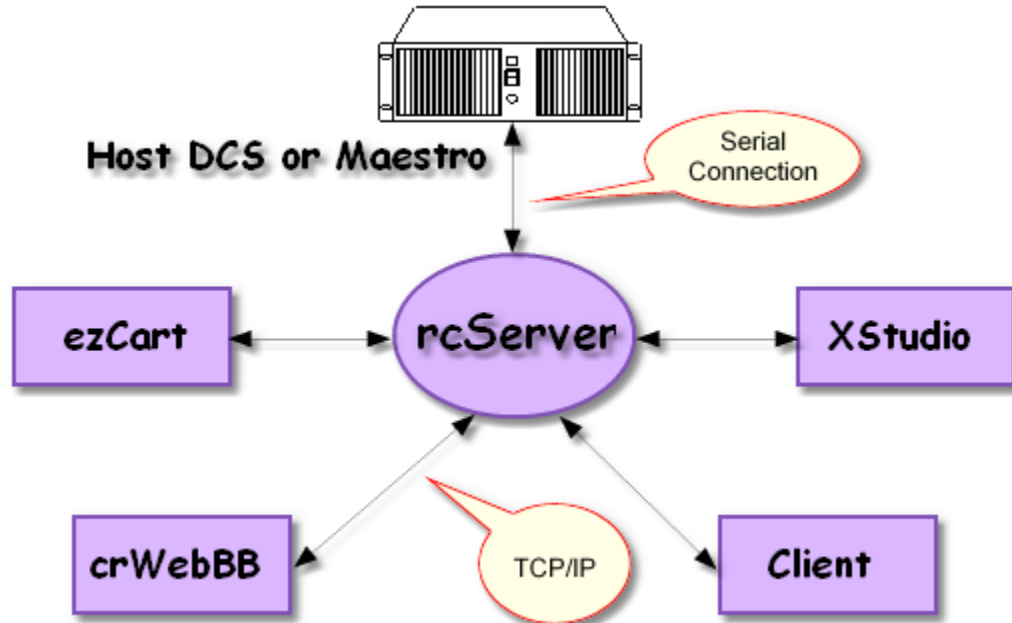 Host DCS or Maestro
Serial
Connection
ezCart
rcServer
XStudio
crWebBB
TCP/IP
Client